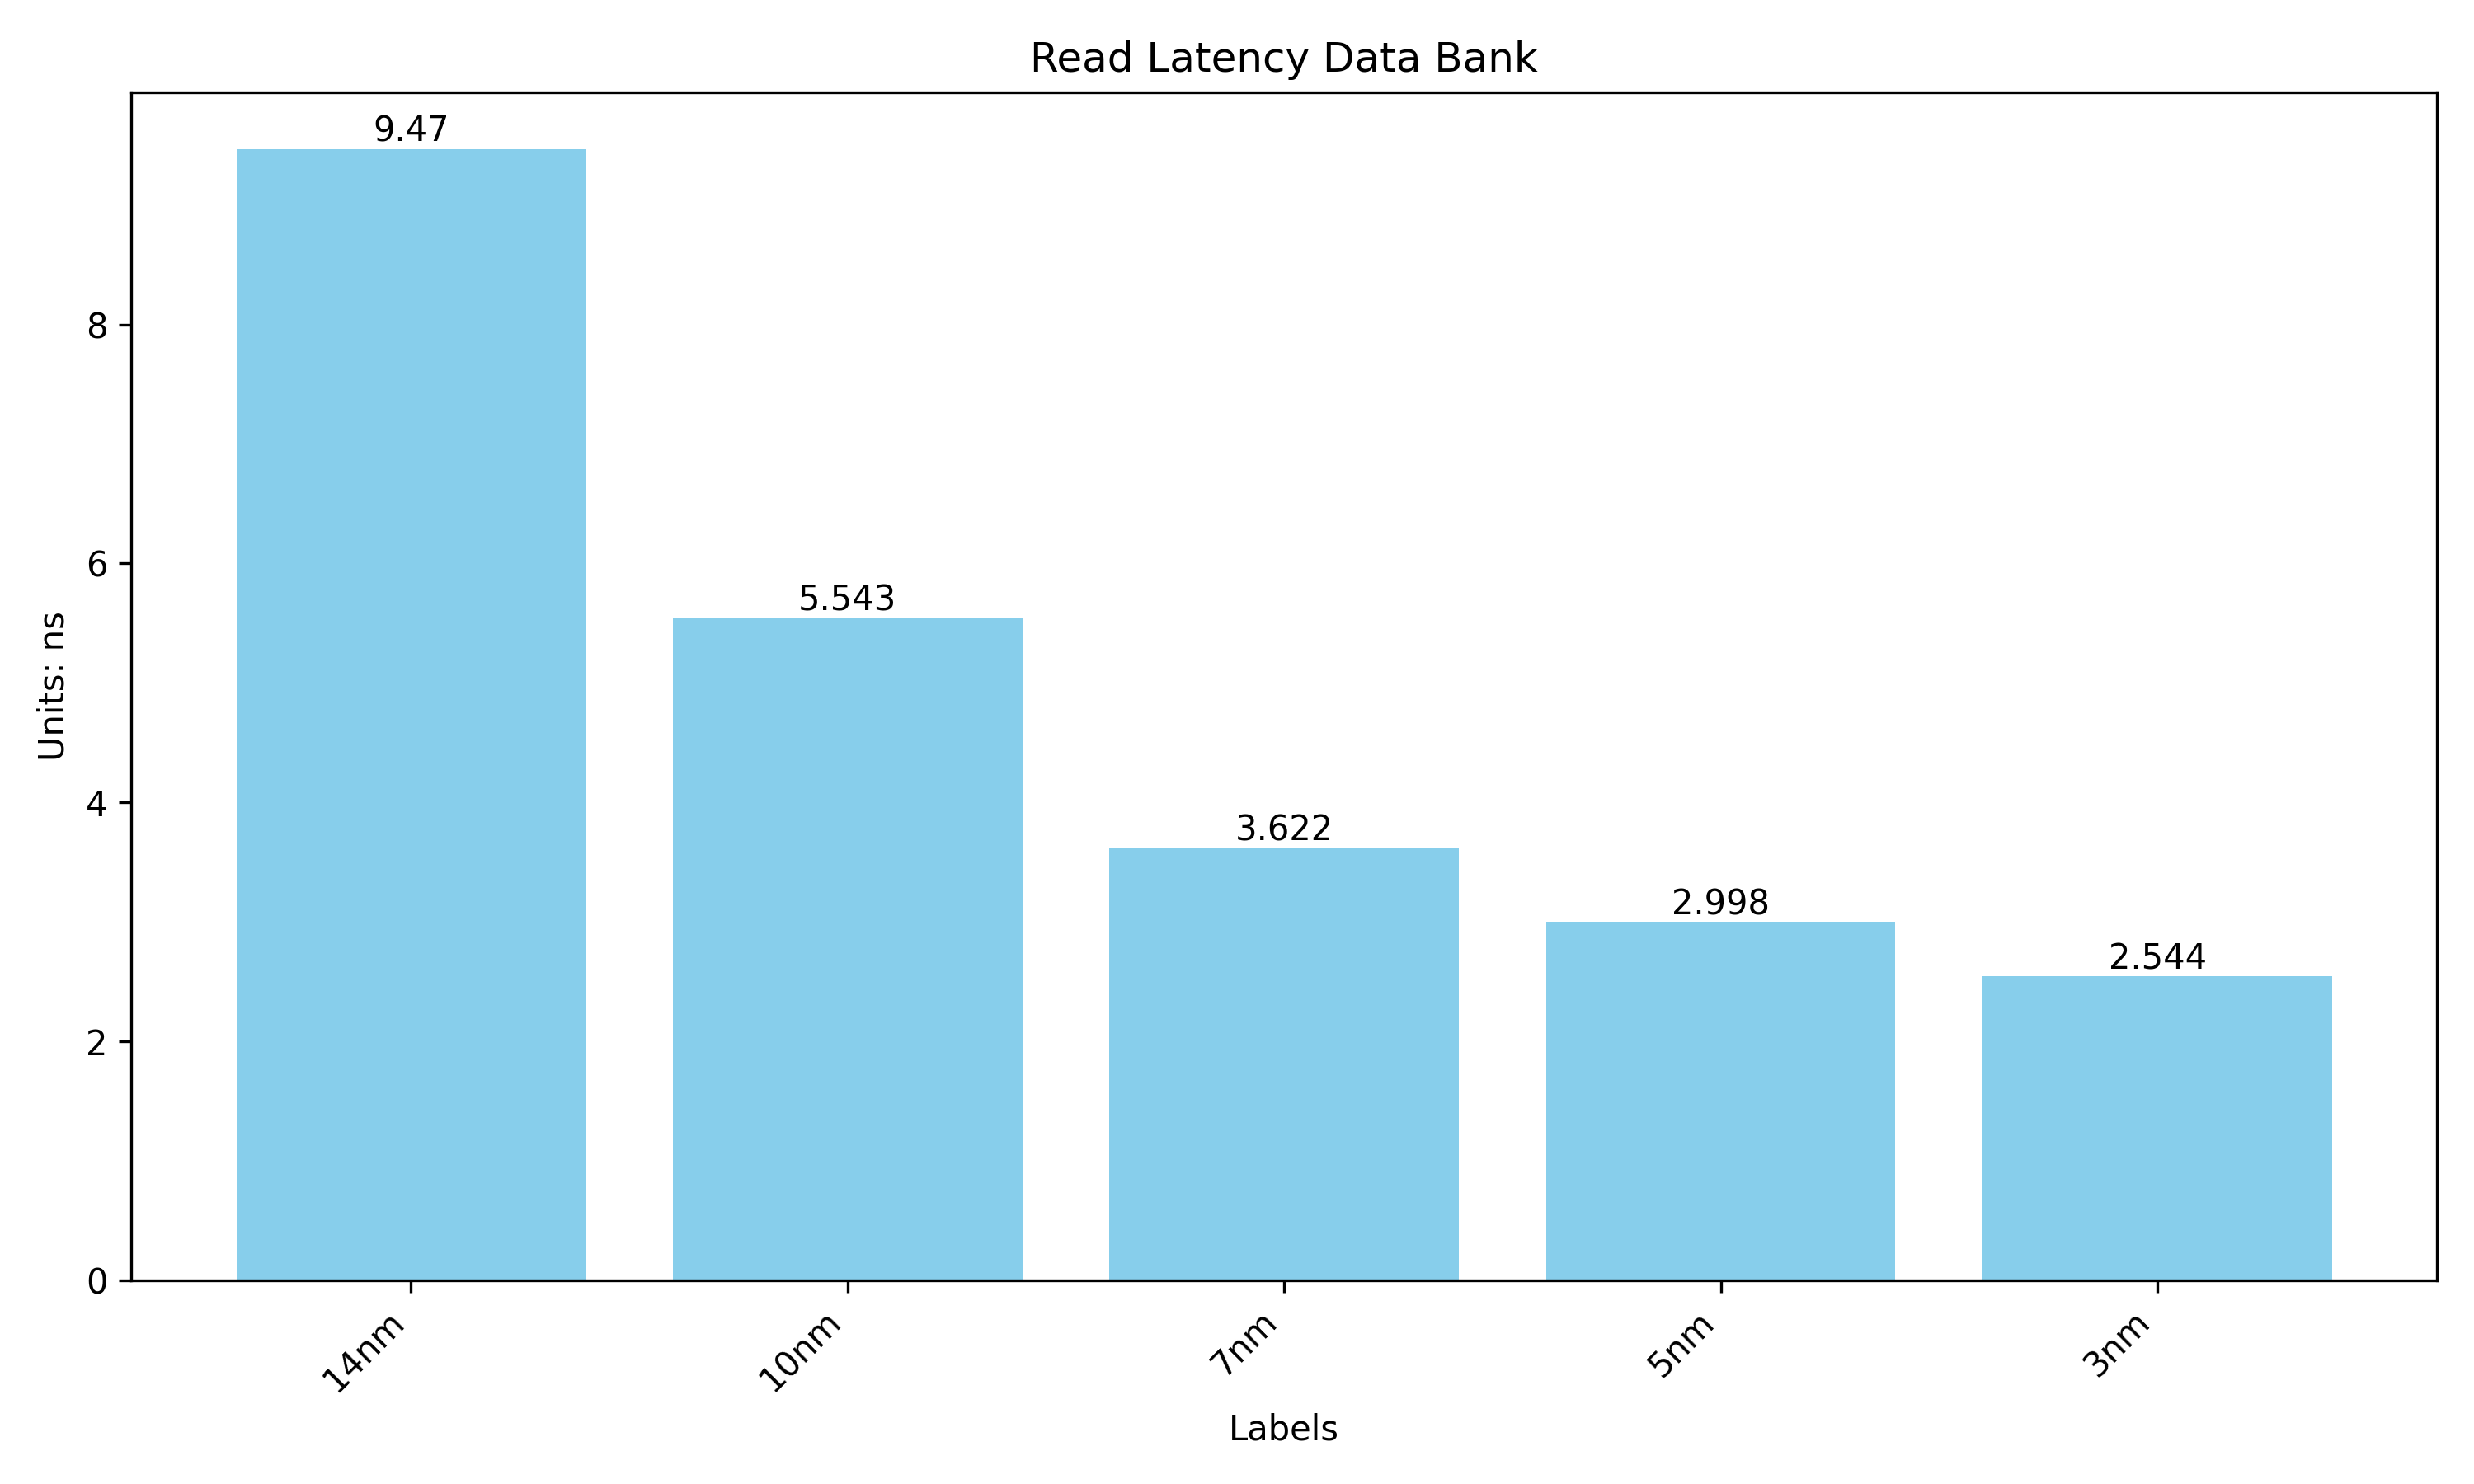 Read Latency Data Bank
9.47
8
6
5.543
Units: ns
4
3.622
2.998
2.544
2
0
14nm
10nm
7nm
5nm
3nm
Labels